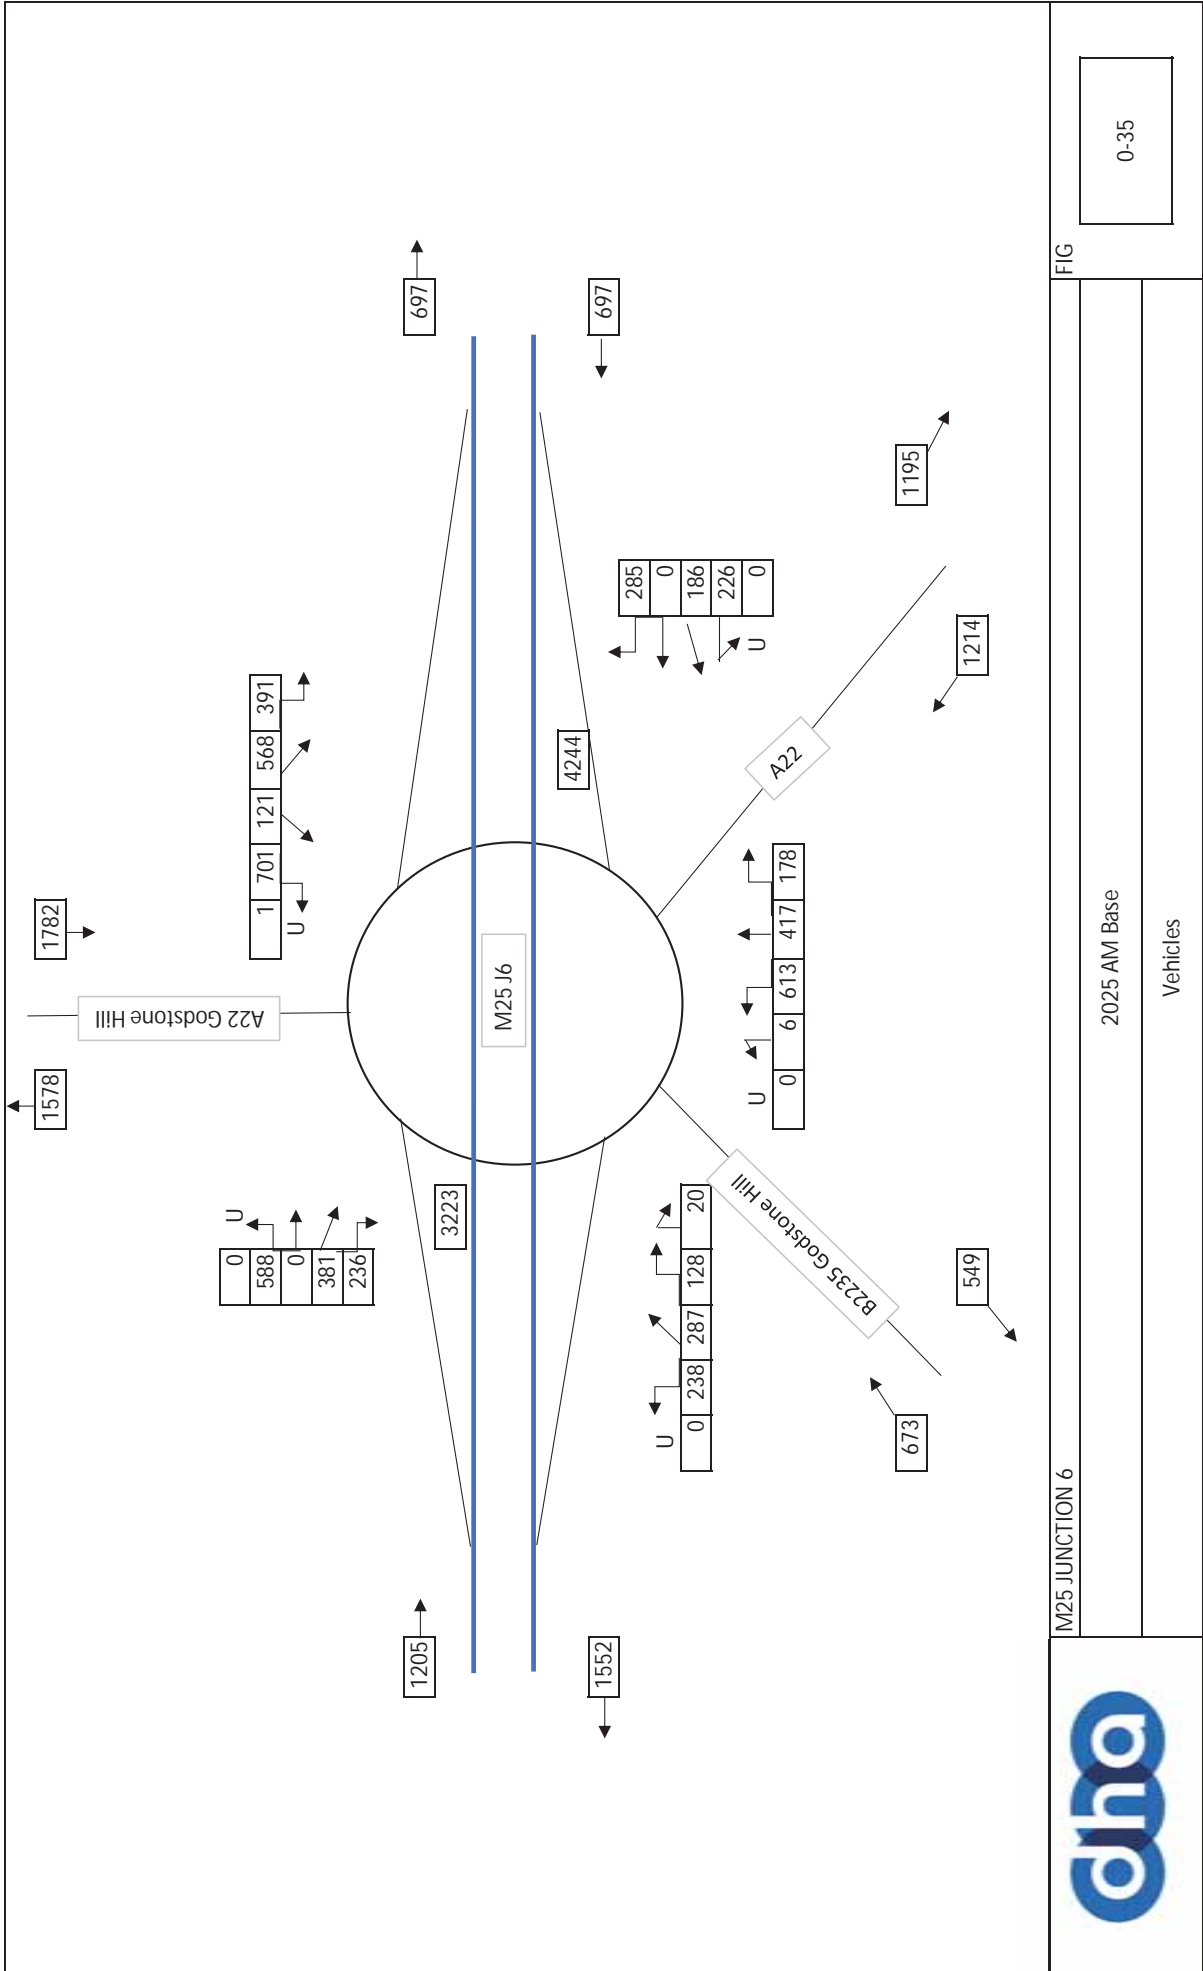 1578
1782
A22 Godstone Hill
1 701 121 568 391
U
0
588
0
381
236
U
1205
697
3223
M25 J6
4244
1552
697
285
0
186
226
0
U
0 238 287 128 20
U
0 6 613 417 178
U
A22
B2235 Godstone Hill
673
549
1214
1195
dha
M25 JUNCTION 6
2025 AM Base
Vehicles
FIG
0-35